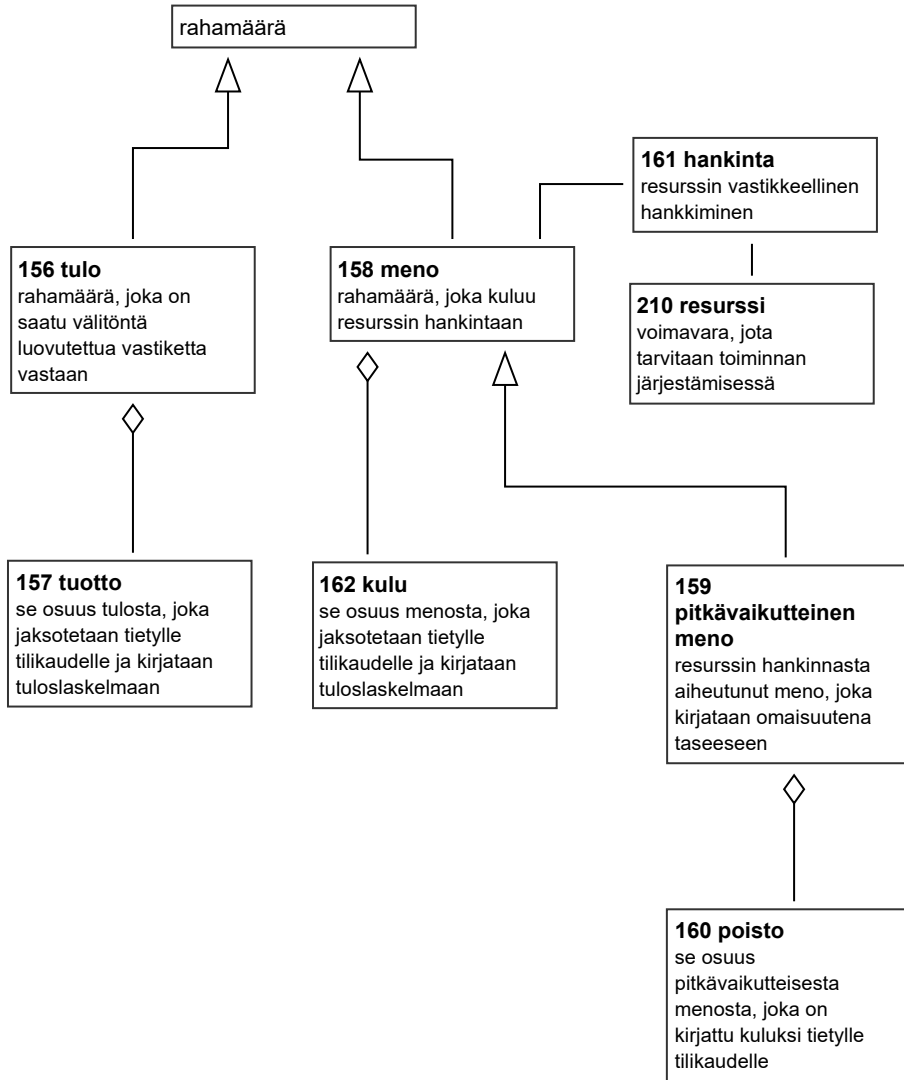 rahamäärä
161 hankinta
resurssin vastikkeellinen
hankkiminen
156 tulo
rahamäärä, joka on
saatu välitöntä
luovutettua vastiketta
vastaan
158 meno
rahamäärä, joka kuluu
resurssin hankintaan
210 resurssi
voimavara, jota
tarvitaan toiminnan
järjestämisessä
157 tuotto
se osuus tulosta, joka
jaksotetaan tietylle
tilikaudelle ja kirjataan
tuloslaskelmaan
162 kulu
se osuus menosta, joka
jaksotetaan tietylle
tilikaudelle ja kirjataan
tuloslaskelmaan
159
pitkävaikutteinen
meno
resurssin hankinnasta
aiheutunut meno, joka
kirjataan omaisuutena
taseeseen
160 poisto
se osuus
pitkävaikutteisesta
menosta, joka on
kirjattu kuluksi tietylle
tilikaudelle